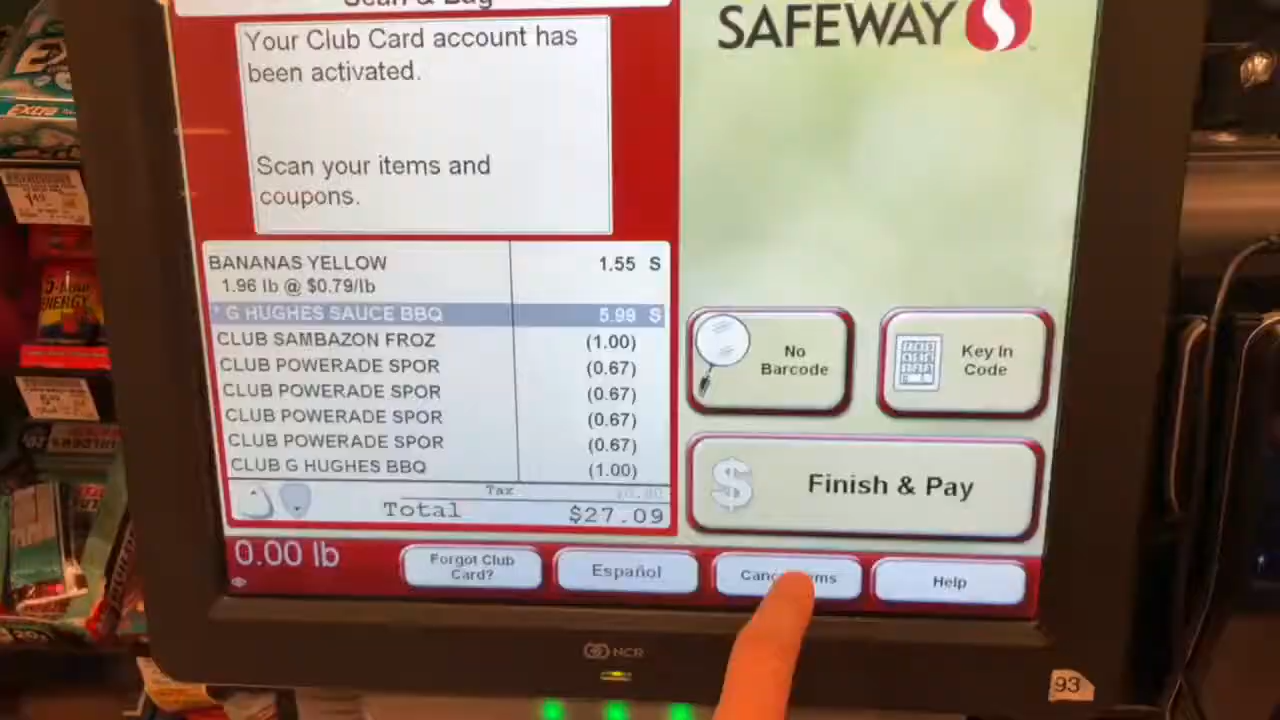 Scan & Bag
SAFEWAY
Your Club Card account has
been activated.
Scan your items and
coupons.
BANANAS YELLOW 1.55 S
1.96 lb @ $0.79/lb
* G HUGHES SAUCE BBQ 5.99 S
CLUB SAMBAZON FROZ (1.00)
CLUB POWERADE SPOR (0.67)
CLUB POWERADE SPOR (0.67)
CLUB POWERADE SPOR (0.67)
CLUB POWERADE SPOR (0.67)
CLUB G HUGHES BBQ (1.00)
Tax
Total $27.09
No
Barcode
Key In
Code
$ Finish & Pay
0.00 lb
Forgot Club
Card?
Español
Help
NCR
93
Extra
ENERGY